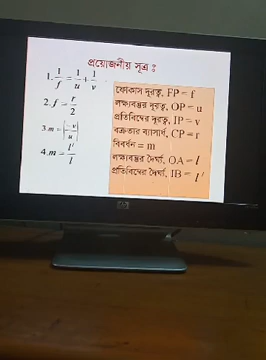 প্রয়োজনীয় সূত্র ?
1. 1/f = 1/u + 1/v
2. f = r/2
3. m = |-v/u|
4. m = l'/l
ফোকাস দূরত্ব, FP = f
লক্ষ্যবস্তুর দূরত্ব, OP = u
প্রতিবিম্বের দূরত্ব, IP = v
বক্রতার ব্যাসার্ধ, CP = r
বিবর্ধন = m
লক্ষ্যবস্তুর দৈর্ঘ্য, OA = l
প্রতিবিম্বের দৈর্ঘ্য, IB = l'
hp